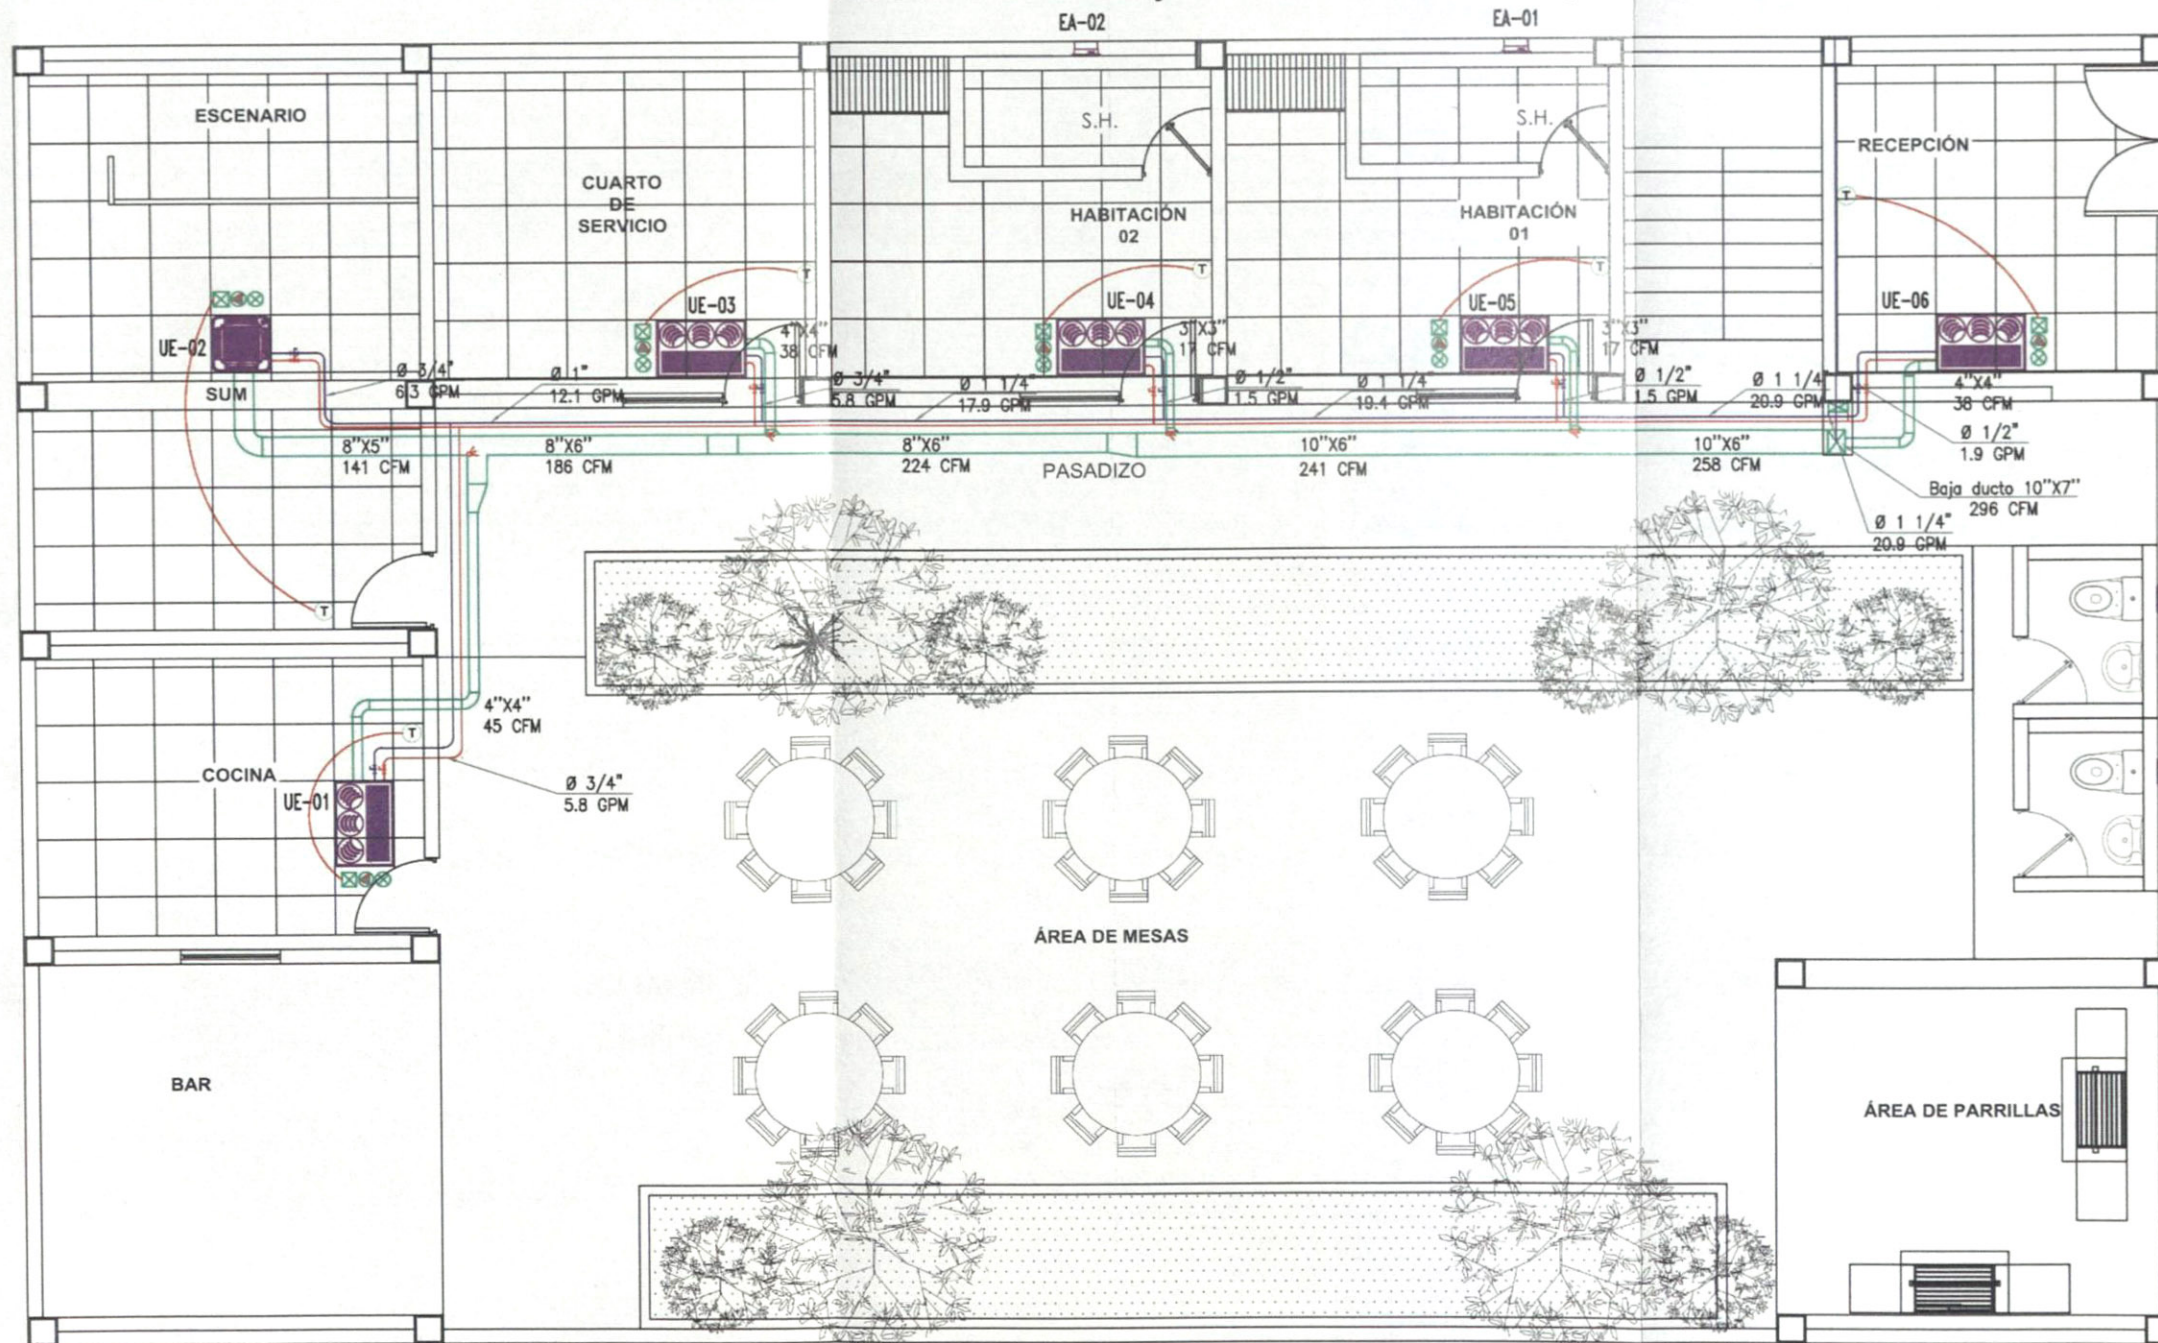 EA-02
EA-01
ESCENARIO
S.H.
S.H.
RECEPCIÓN
CUARTO
DE
SERVICIO
HABITACIÓN
02
HABITACIÓN
01
T
T
T
T
UE-03
UE-04
UE-05
UE-06
UE-02
4"X4"
38 CFM
3"X3"
17 CFM
3"X3"
17 CFM
SUM
Ø 3/4"
6.3 GPM
Ø 1"
12.1 GPM
Ø 3/4"
5.8 GPM
Ø 1 1/4"
17.9 GPM
Ø 1/2"
1.5 GPM
Ø 1 1/4"
19.4 GPM
Ø 1/2"
1.5 GPM
Ø 1 1/4
20.9 GPM
4"X4"
38 CFM
Ø 1/2"
1.9 GPM
8"X5"
141 CFM
8"X6"
186 CFM
8"X6"
224 CFM
PASADIZO
10"X6"
241 CFM
10"X6"
258 CFM
Baja ducto 10"X7"
296 CFM
Ø 1 1/4"
20.9 GPM
T
4"X4"
45 CFM
T
COCINA
UE-01
Ø 3/4"
5.8 GPM
ÁREA DE MESAS
BAR
ÁREA DE PARRILLAS